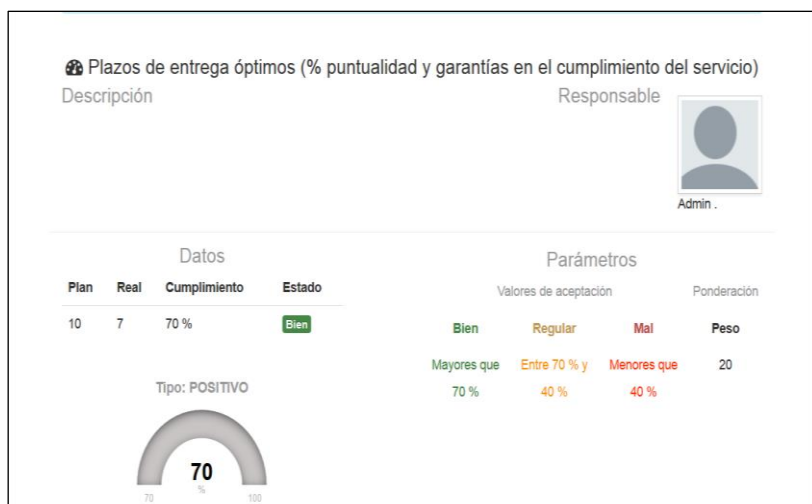 Plazos de entrega óptimos (% puntualidad y garantías en el cumplimiento del servicio)
Descripción
Responsable
Admin .
Datos
Plan Real Cumplimiento Estado
10 7 70 % Bien
Tipo: POSITIVO
70
%
70 100
Parámetros
Valores de aceptación Ponderación
Bien Regular Mal Peso
Mayores que Entre 70 % y Menores que 20
70 % 40 % 40 %